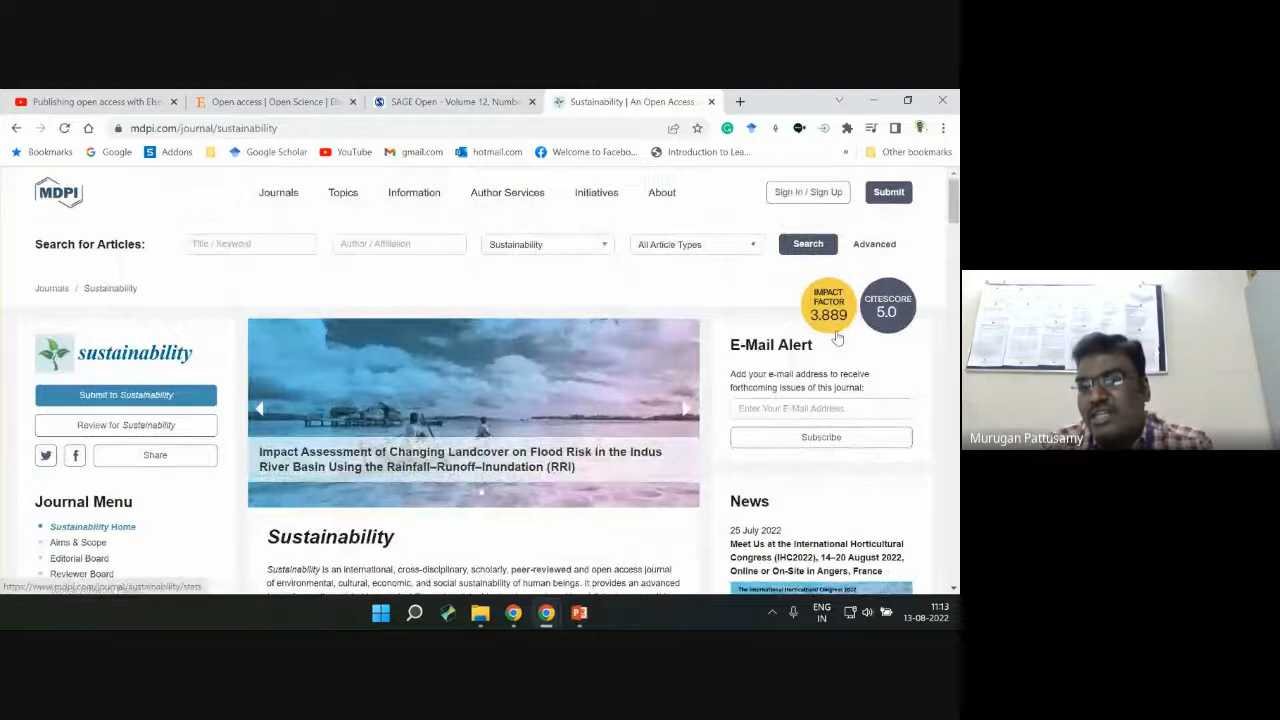 Publishing open access with Else
Open access | Open Science | Els
SAGE Open - Volume 12, Numbe
Sustainability | An Open Access
mdpi.com/journal/sustainability
Bookmarks
Google
Addons
Google Scholar
YouTube
gmail.com
hotmail.com
Welcome to Facebo...
Introduction to Lea...
»
Other bookmarks
MDPI
Journals
Topics
Information
Author Services
Initiatives
About
Sign In / Sign Up
Submit
Search for Articles:
Title / Keyword
Author / Affiliation
Sustainability
All Article Types
Search
Advanced
Journals / Sustainability
IMPACT
FACTOR
3.889
CITESCORE
5.0
sustainability
Submit to Sustainability
Review for Sustainability
Share
Journal Menu
Sustainability Home
Aims & Scope
Editorial Board
Reviewer Board
https://www.mdpi.com/journal/sustainability/stats
Impact Assessment of Changing Landcover on Flood Risk in the Indus
River Basin Using the Rainfall–Runoff–Inundation (RRI)
Sustainability
Sustainability is an international, cross-disciplinary, scholarly, peer-reviewed and open access journal
of environmental, cultural, economic, and social sustainability of human beings. It provides an advanced
E-Mail Alert
Add your e-mail address to receive
forthcoming issues of this journal:
Enter Your E-Mail Address...
Subscribe
News
25 July 2022
Meet Us at the International Horticultural
Congress (IHC2022), 14–20 August 2022,
Online or On-Site in Angers, France
The International Horticultural Congress 2022
ENG
IN
11:13
13-08-2022
Murugan Pattusamy